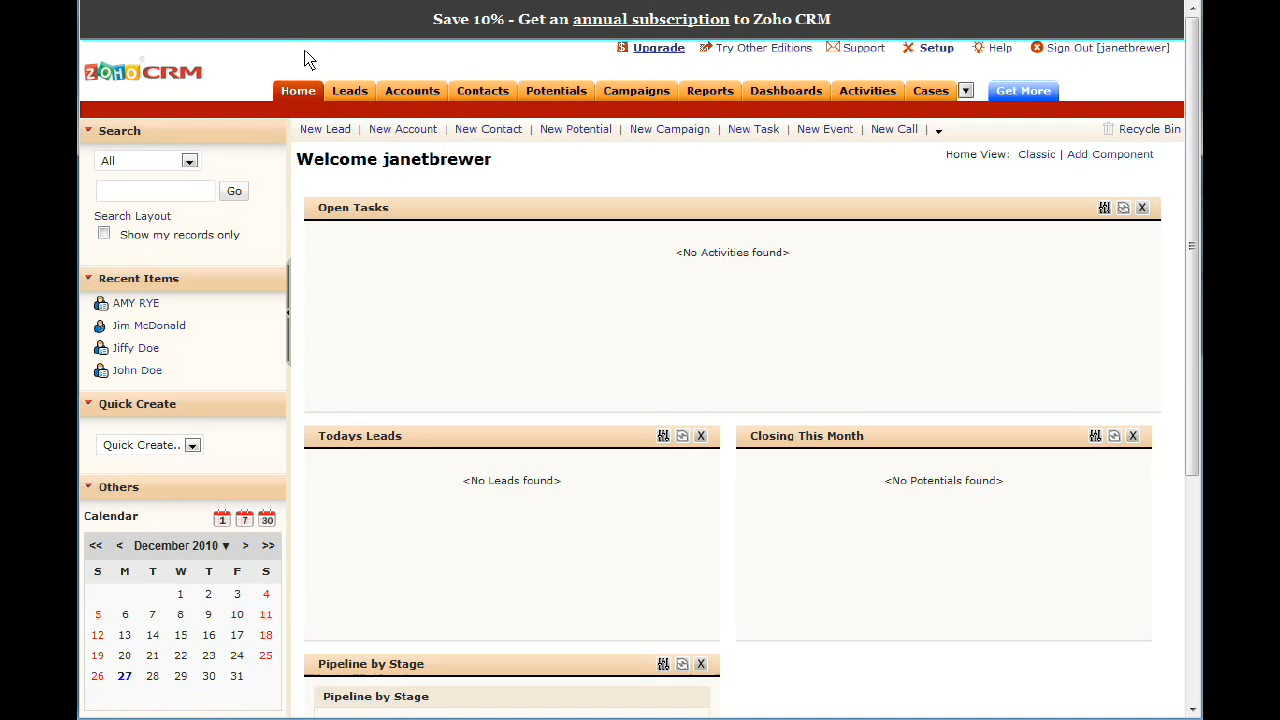 Save 10% - Get an annual subscription to Zoho CRM
Upgrade Try Other Editions Support Setup Help Sign Out [janetbrewer]
ZOHO CRM
Home Leads Accounts Contacts Potentials Campaigns Reports Dashboards Activities Cases Get More
Search
New Lead | New Account | New Contact | New Potential | New Campaign | New Task | New Event | New Call | Recycle Bin
All
Welcome janetbrewer
Home View: Classic | Add Component
Go
Search Layout
Show my records only
Open Tasks
<No Activities found>
Recent Items
AMY RYE
Jim McDonald
Jiffy Doe
John Doe
Quick Create
Quick Create..
Todays Leads
<No Leads found>
Closing This Month
<No Potentials found>
Others
Calendar 1 7 30
<< < December 2010 ▼ > >>
S M T W T F S
1 2 3 4
5 6 7 8 9 10 11
12 13 14 15 16 17 18
19 20 21 22 23 24 25
26 27 28 29 30 31
Pipeline by Stage
Pipeline by Stage